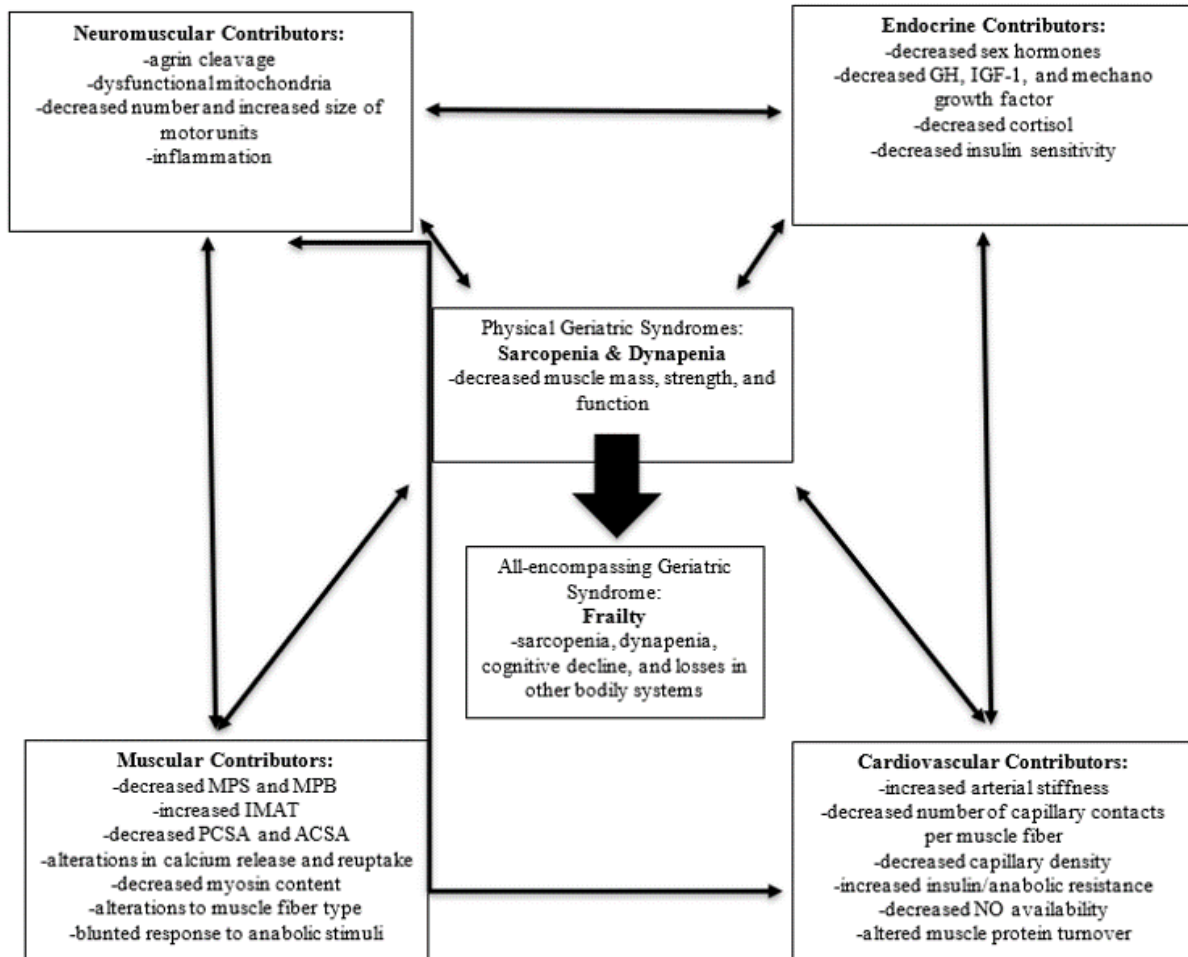 Neuromuscular Contributors:
-agrin cleavage
-dysfunctional mitochondria
-decreased number and increased size of
motor units
-inflammation
Endocrine Contributors:
-decreased sex hormones
-decreased GH, IGF-1, and mechano
growth factor
-decreased cortisol
-decreased insulin sensitivity
Physical Geriatric Syndromes:
Sarcopenia & Dynapenia
-decreased muscle mass, strength, and
function
All-encompassing Geriatric
Syndrome:
Frailty
-sarcopenia, dynapenia,
cognitive decline, and losses in
other bodily systems
Muscular Contributors:
-decreased MPS and MPB
-increased IMAT
-decreased PCSA and ACSA
-alterations in calcium release and reuptake
-decreased myosin content
-alterations to muscle fiber type
-blunted response to anabolic stimuli
Cardiovascular Contributors:
-increased arterial stiffness
-decreased number of capillary contacts
per muscle fiber
-decreased capillary density
-increased insulin/anabolic resistance
-decreased NO availability
-altered muscle protein turnover